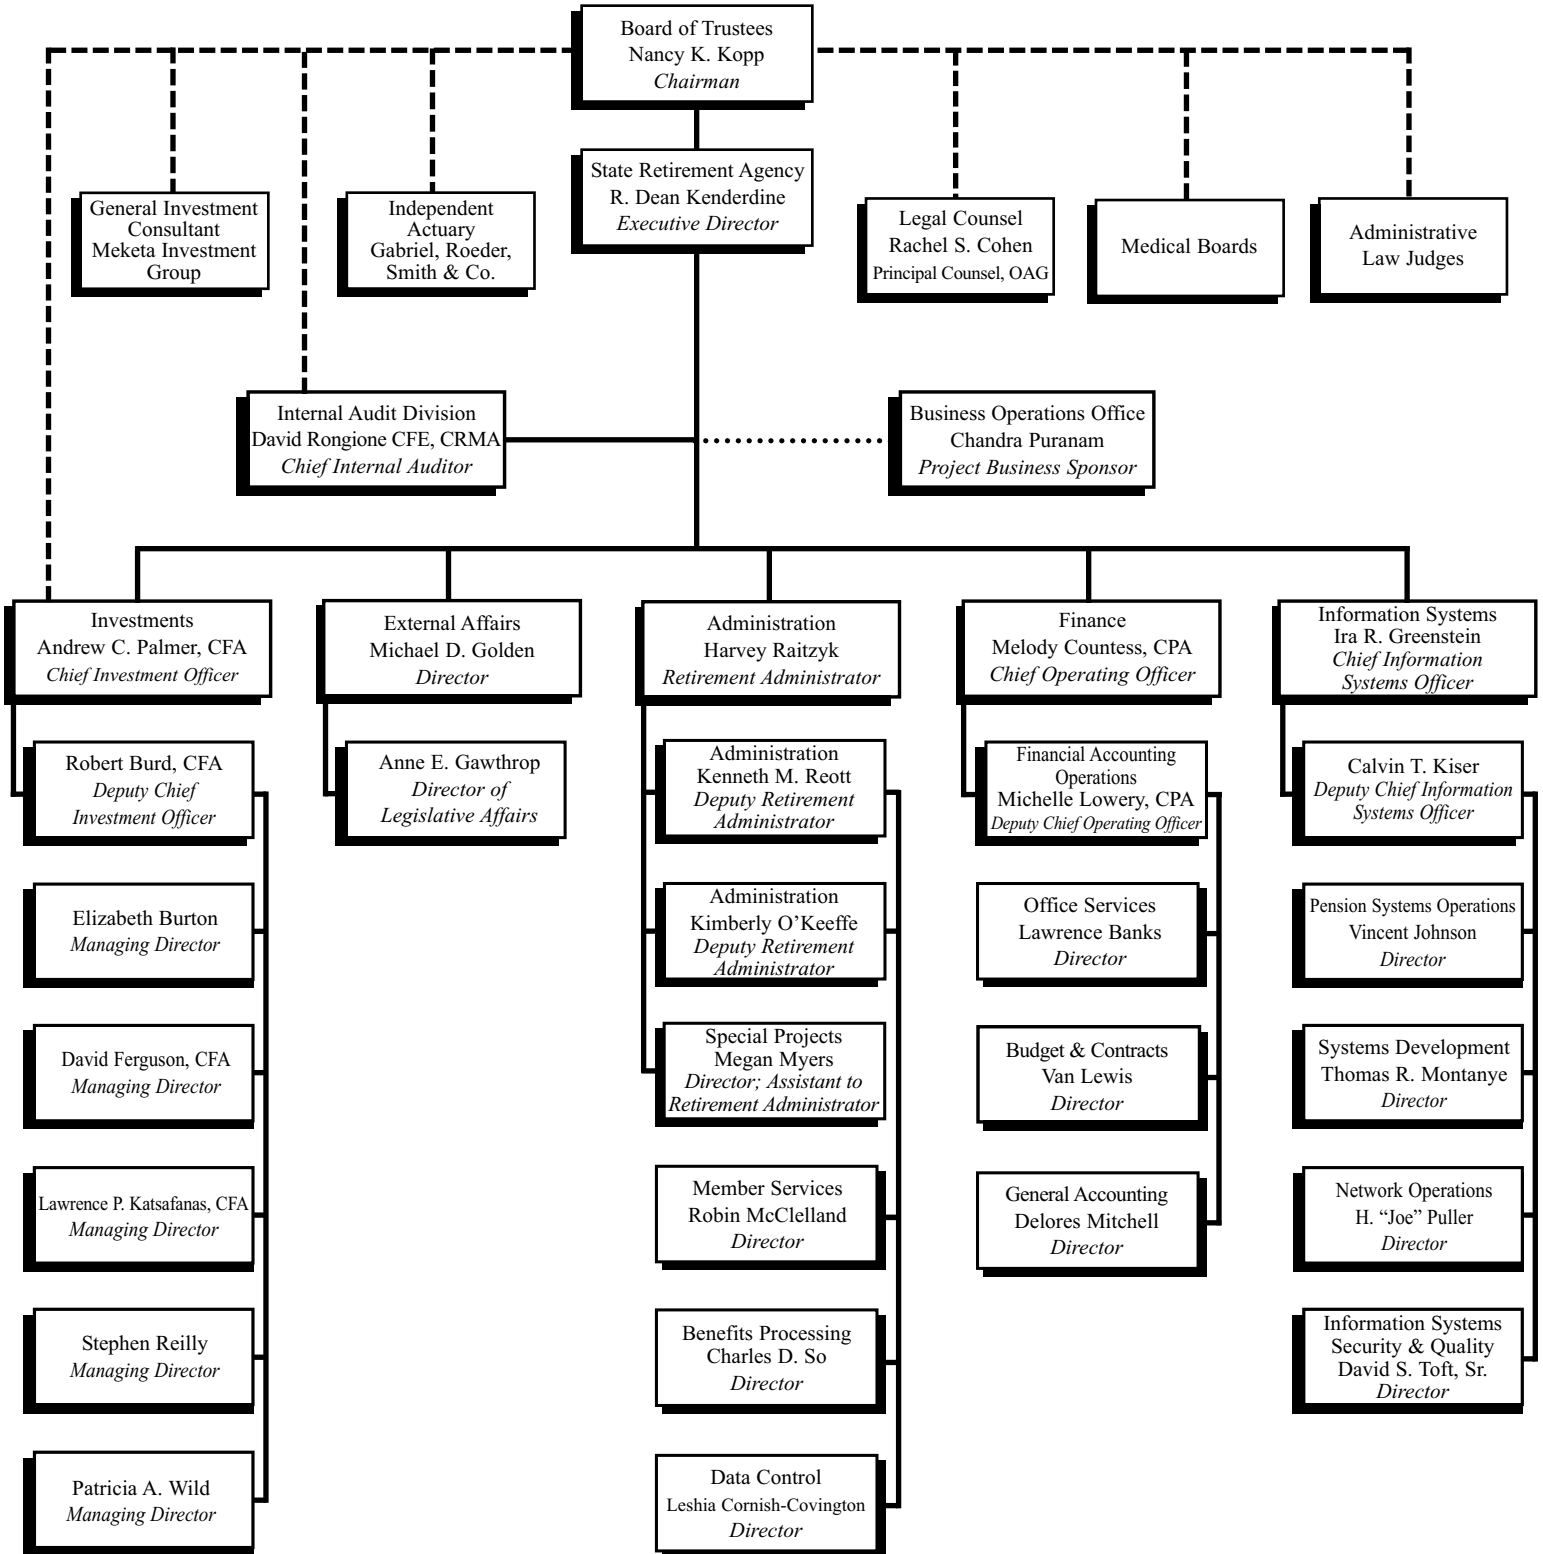 Board of Trustees
Nancy K. Kopp
Chairman
State Retirement Agency
R. Dean Kenderdine
Executive Director
General Investment
Consultant
Meketa Investment
Group
Independent
Actuary
Gabriel, Roeder,
Smith & Co.
Legal Counsel
Rachel S. Cohen
Principal Counsel, OAG
Medical Boards
Administrative
Law Judges
Internal Audit Division
David Rongione CFE, CRMA
Chief Internal Auditor
Business Operations Office
Chandra Puranam
Project Business Sponsor
Investments
Andrew C. Palmer, CFA
Chief Investment Officer
External Affairs
Michael D. Golden
Director
Administration
Harvey Raitzyk
Retirement Administrator
Finance
Melody Countess, CPA
Chief Operating Officer
Information Systems
Ira R. Greenstein
Chief Information
Systems Officer
Robert Burd, CFA
Deputy Chief
Investment Officer
Elizabeth Burton
Managing Director
David Ferguson, CFA
Managing Director
Lawrence P. Katsafanas, CFA
Managing Director
Stephen Reilly
Managing Director
Patricia A. Wild
Managing Director
Anne E. Gawthrop
Director of
Legislative Affairs
Administration
Kenneth M. Reott
Deputy Retirement
Administrator
Administration
Kimberly O’Keeffe
Deputy Retirement
Administrator
Special Projects
Megan Myers
Director; Assistant to
Retirement Administrator
Member Services
Robin McClelland
Director
Benefits Processing
Charles D. So
Director
Data Control
Leshia Cornish-Covington
Director
Financial Accounting
Operations
Michelle Lowery, CPA
Deputy Chief Operating Officer
Office Services
Lawrence Banks
Director
Budget & Contracts
Van Lewis
Director
General Accounting
Delores Mitchell
Director
Calvin T. Kiser
Deputy Chief Information
Systems Officer
Pension Systems Operations
Vincent Johnson
Director
Systems Development
Thomas R. Montanye
Director
Network Operations
H. “Joe” Puller
Director
Information Systems
Security & Quality
David S. Toft, Sr.
Director